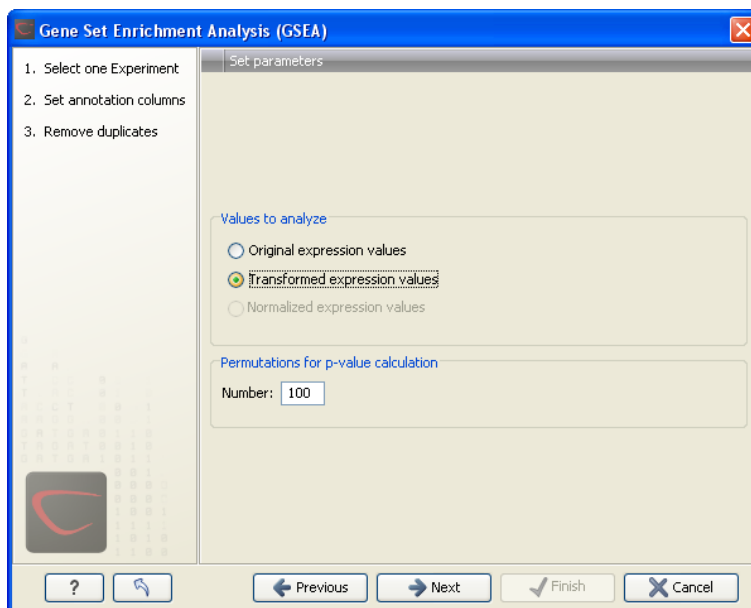 Gene Set Enrichment Analysis (GSEA)
1. Select one Experiment
2. Set annotation columns
3. Remove duplicates
Set parameters
Values to analyze
Original expression values
Transformed expression values
Normalized expression values
Permutations for p-value calculation
Number: 100
? Previous Next Finish Cancel